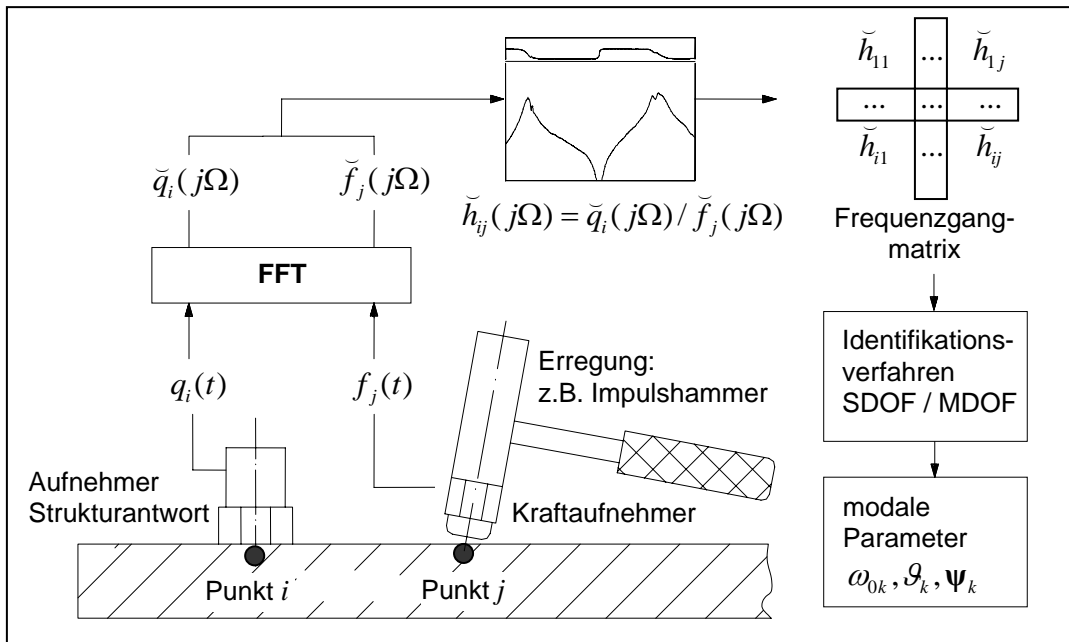 h̆₁₁ ... h̆₁ⱼ
... ... ...
h̆ᵢ₁ ... h̆ᵢⱼ
q̆ᵢ(jΩ) f̆ⱼ(jΩ)
h̆ᵢⱼ(jΩ) = q̆ᵢ(jΩ) / f̆ⱼ(jΩ)
Frequenzgang-
matrix
FFT
qᵢ(t) fⱼ(t)
Erregung:
z.B. Impulshammer
Identifikations-
verfahren
SDOF / MDOF
Aufnehmer
Strukturantwort
Kraftaufnehmer
Punkt i
Punkt j
modale
Parameter
ω₀ₖ, ϑₖ, ψₖ